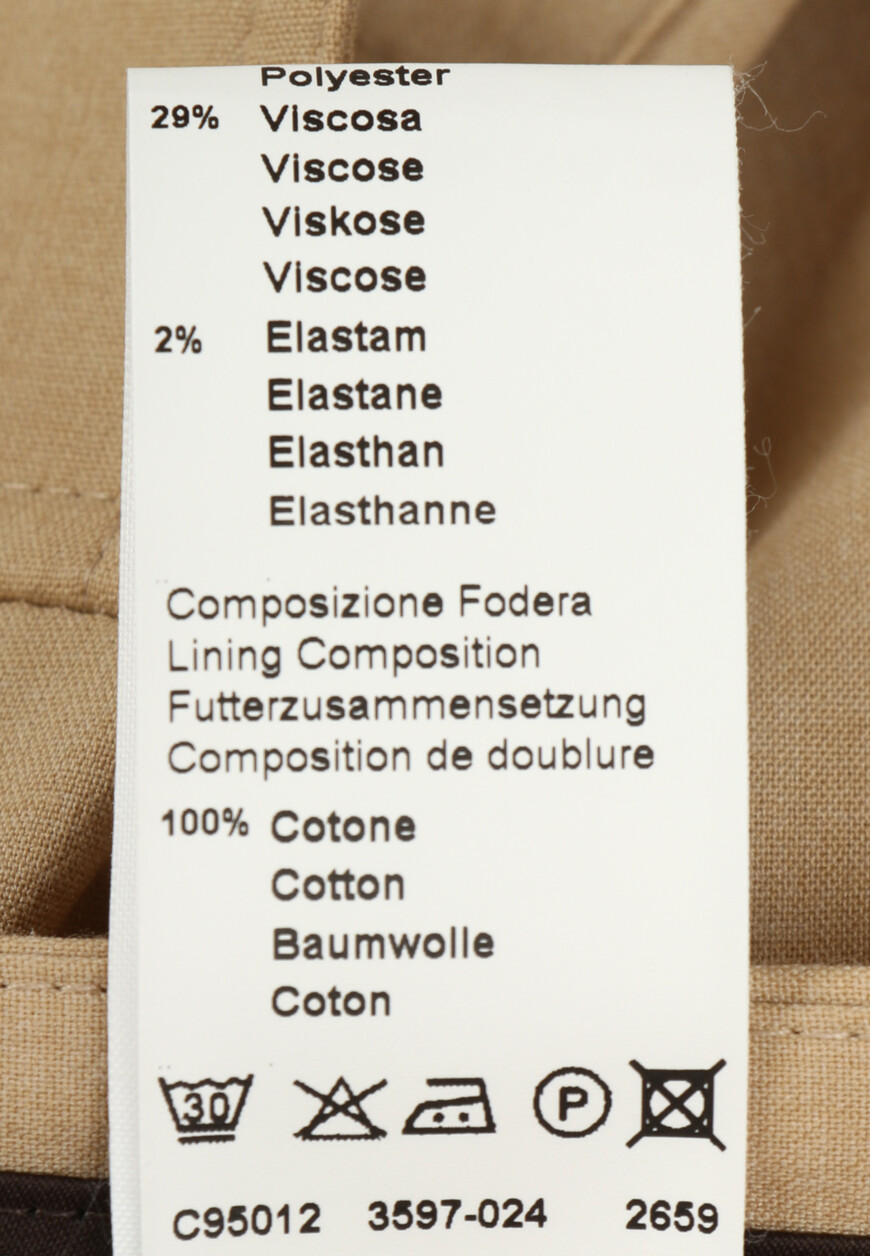 Polyester
29% Viscosa
Viscose
Viskose
Viscose
2% Elastam
Elastane
Elasthan
Elasthanne
Composizione Fodera
Lining Composition
Futterzusammensetzung
Composition de doublure
100% Cotone
Cotton
Baumwolle
Coton
30 P
C95012 3597-024 2659